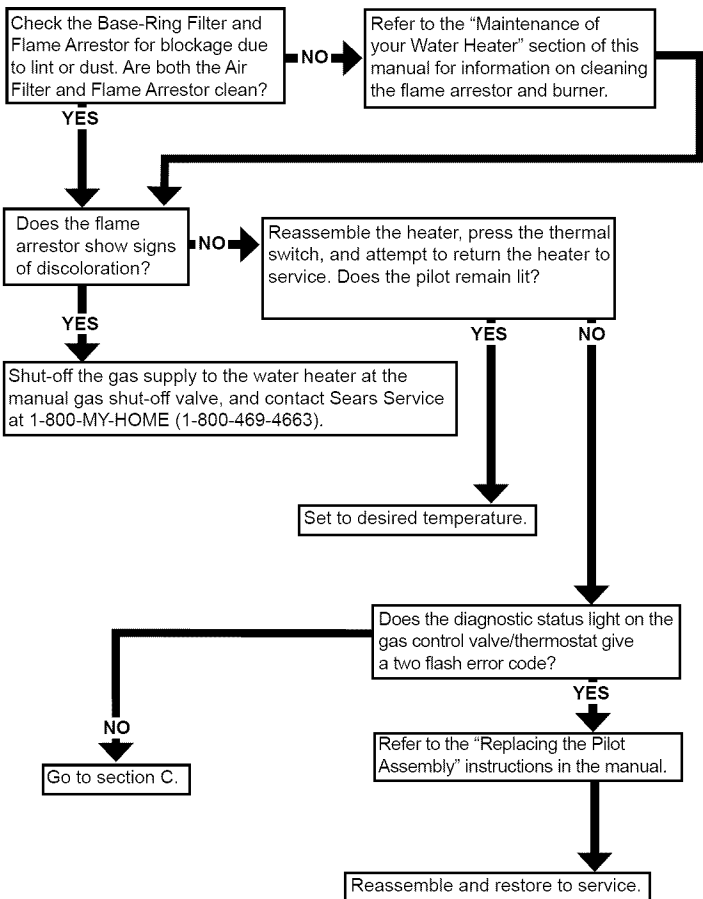 Check the Base-Ring Filter and
Flame Arrestor for blockage due
to lint or dust. Are both the Air
Filter and Flame Arrestor clean?
NO
Refer to the “Maintenance of
your Water Heater” section of this
manual for information on cleaning
the flame arrestor and burner.
YES
Does the flame
arrestor show signs
of discoloration?
NO
Reassemble the heater, press the thermal
switch, and attempt to return the heater to
service. Does the pilot remain lit?
YES
YES
NO
Shut-off the gas supply to the water heater at the
manual gas shut-off valve, and contact Sears Service
at 1-800-MY-HOME (1-800-469-4663).
Set to desired temperature.
Does the diagnostic status light on the
gas control valve/thermostat give
a two flash error code?
YES
NO
Refer to the “Replacing the Pilot
Assembly” instructions in the manual.
Go to section C.
Reassemble and restore to service.